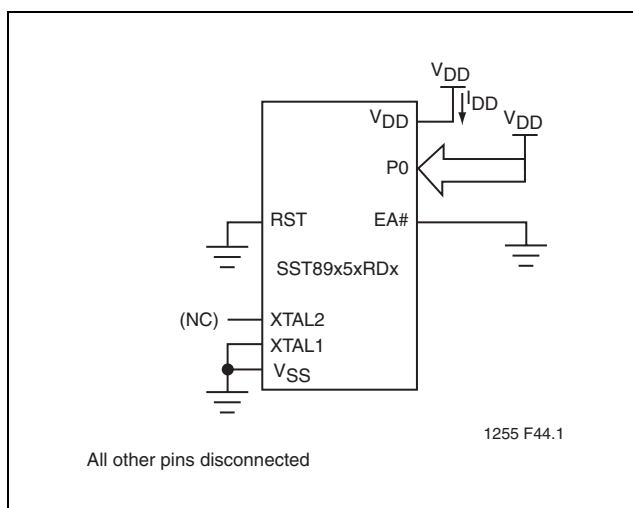 VDD
IDD
VDD
VDD
P0
RST
EA#
SST89x5xRDx
(NC)
XTAL2
XTAL1
VSS
1255 F44.1
All other pins disconnected